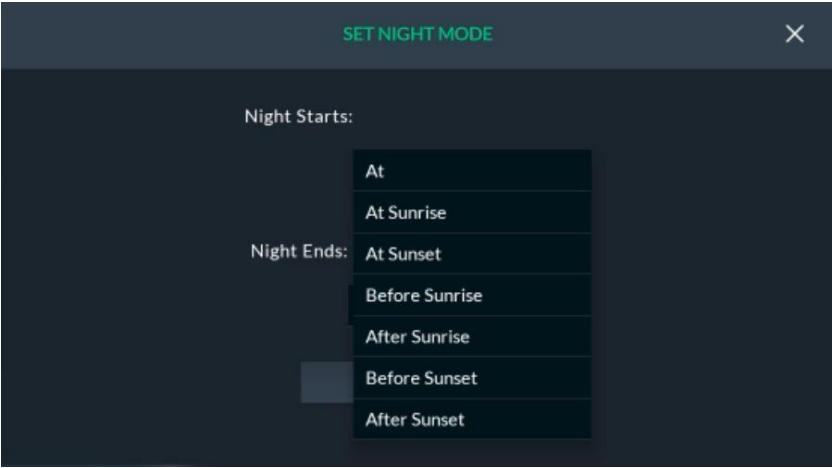 SET NIGHT MODE
Night Starts:
At
At Sunrise
Night Ends:
At Sunset
Before Sunrise
After Sunrise
Before Sunset
After Sunset